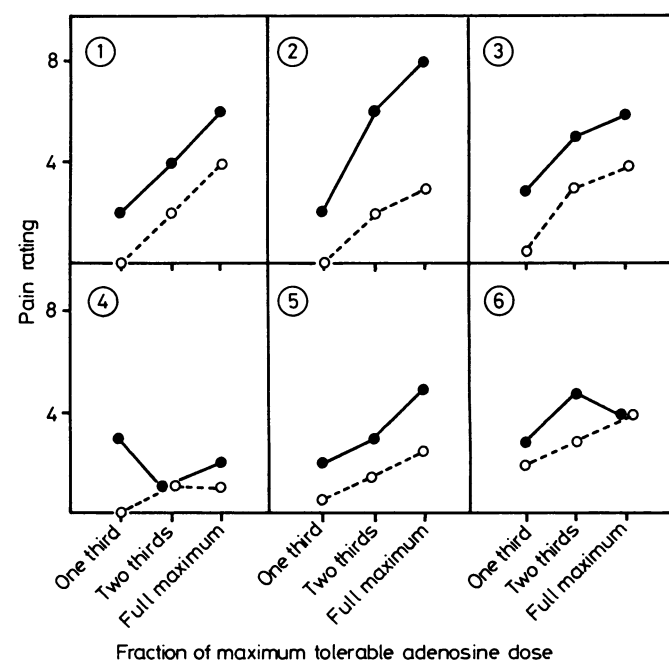 1
2
3
8
4
Pain rating
4
5
6
8
4
One third
Two thirds
Full maximum
One third
Two thirds
Full maximum
One third
Two thirds
Full maximum
Fraction of maximum tolerable adenosine dose